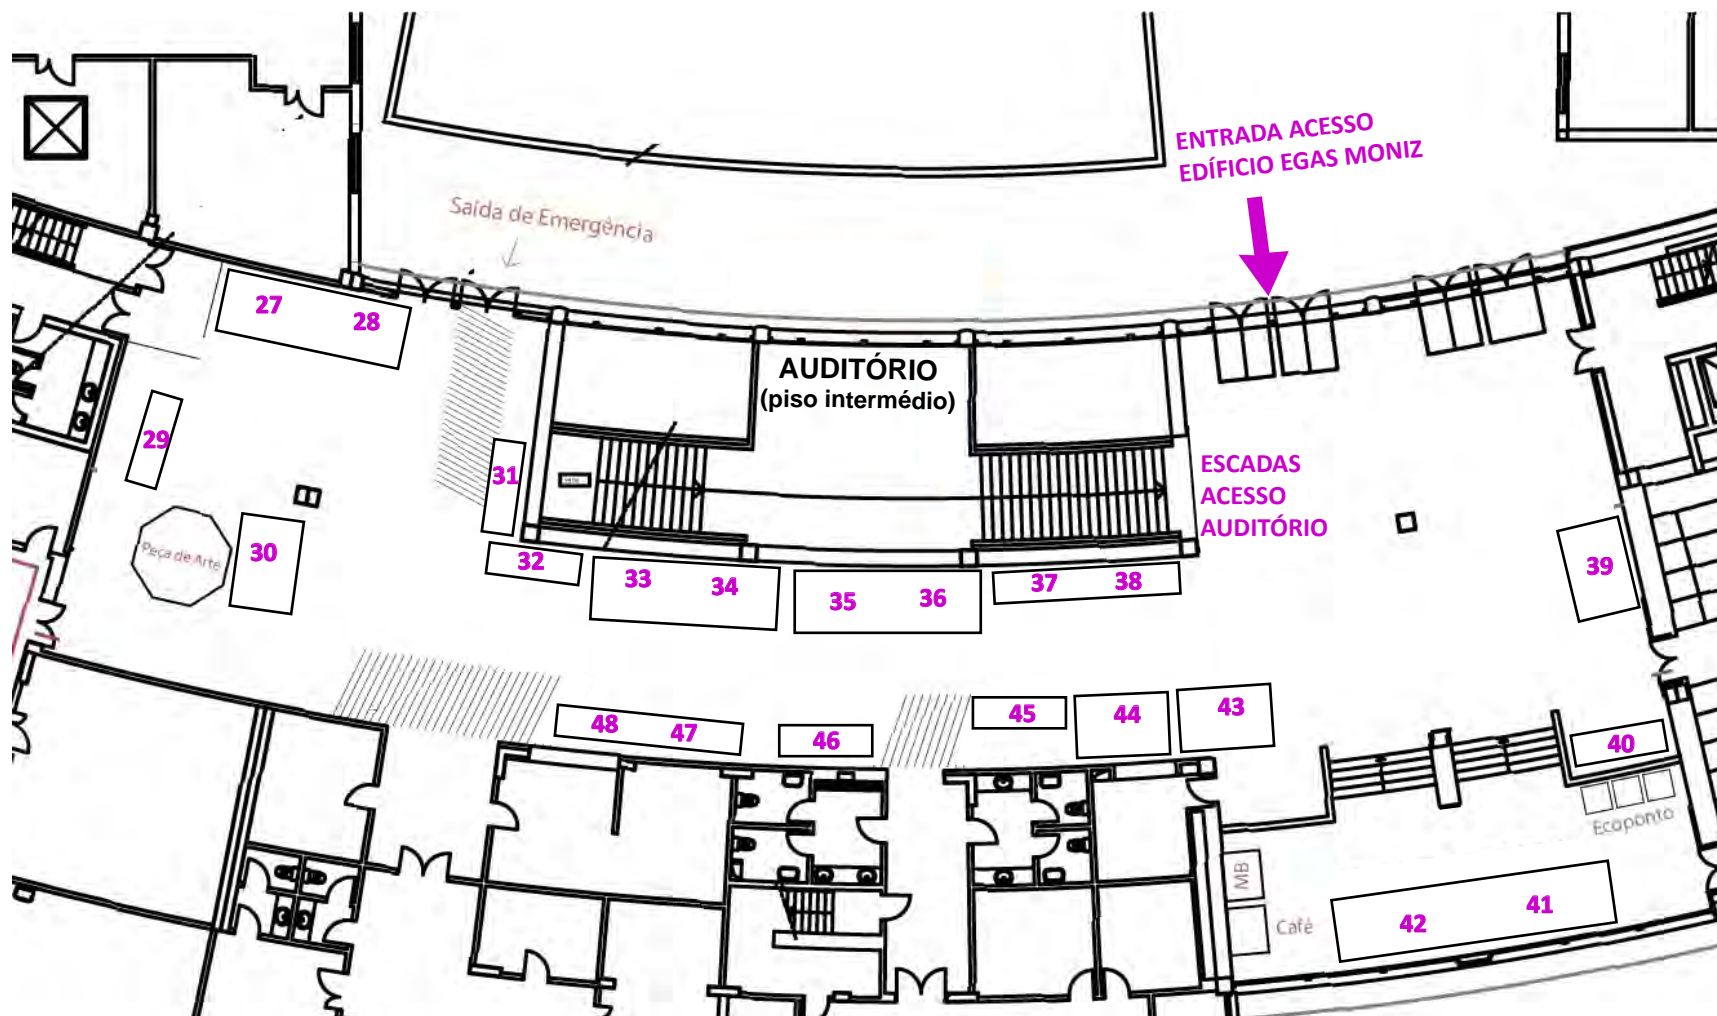 ENTRADA ACESSO
EDÍFICIO EGAS MONIZ
Saída de Emergência
27
28
AUDITÓRIO
(piso intermédio)
29
31
ESCADAS
ACESSO
AUDITÓRIO
Peça de Arte
30
32
33
34
35
36
37
38
39
48
47
46
45
44
43
40
Ecoponto
MB
Café
42
41